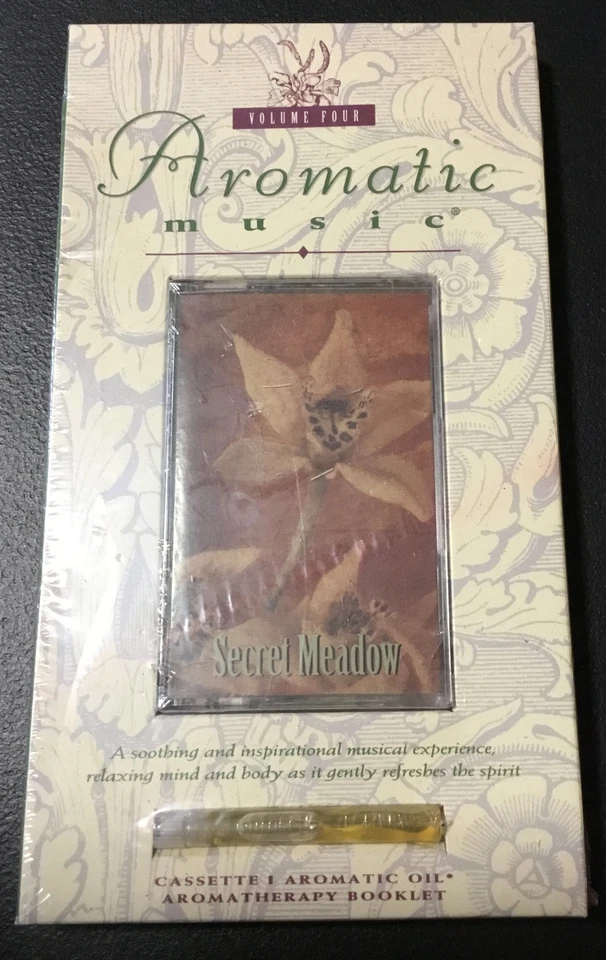 VOLUME FOUR
Aromatic
music®
Secret Meadow
A soothing and inspirational musical experience,
relaxing mind and body as it gently refreshes the spirit
CASSETTE I AROMATIC OIL*
AROMATHERAPY BOOKLET